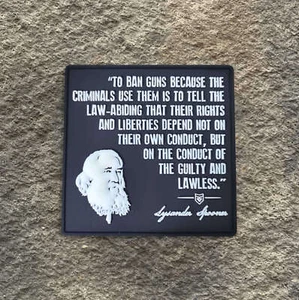 “TO BAN GUNS BECAUSE THE
CRIMINALS USE THEM IS TO TELL THE
LAW-ABIDING THAT THEIR RIGHTS
AND LIBERTIES DEPEND NOT ON
THEIR OWN CONDUCT, BUT
ON THE CONDUCT OF
THE GUILTY AND
LAWLESS.”
Lysander Spooner